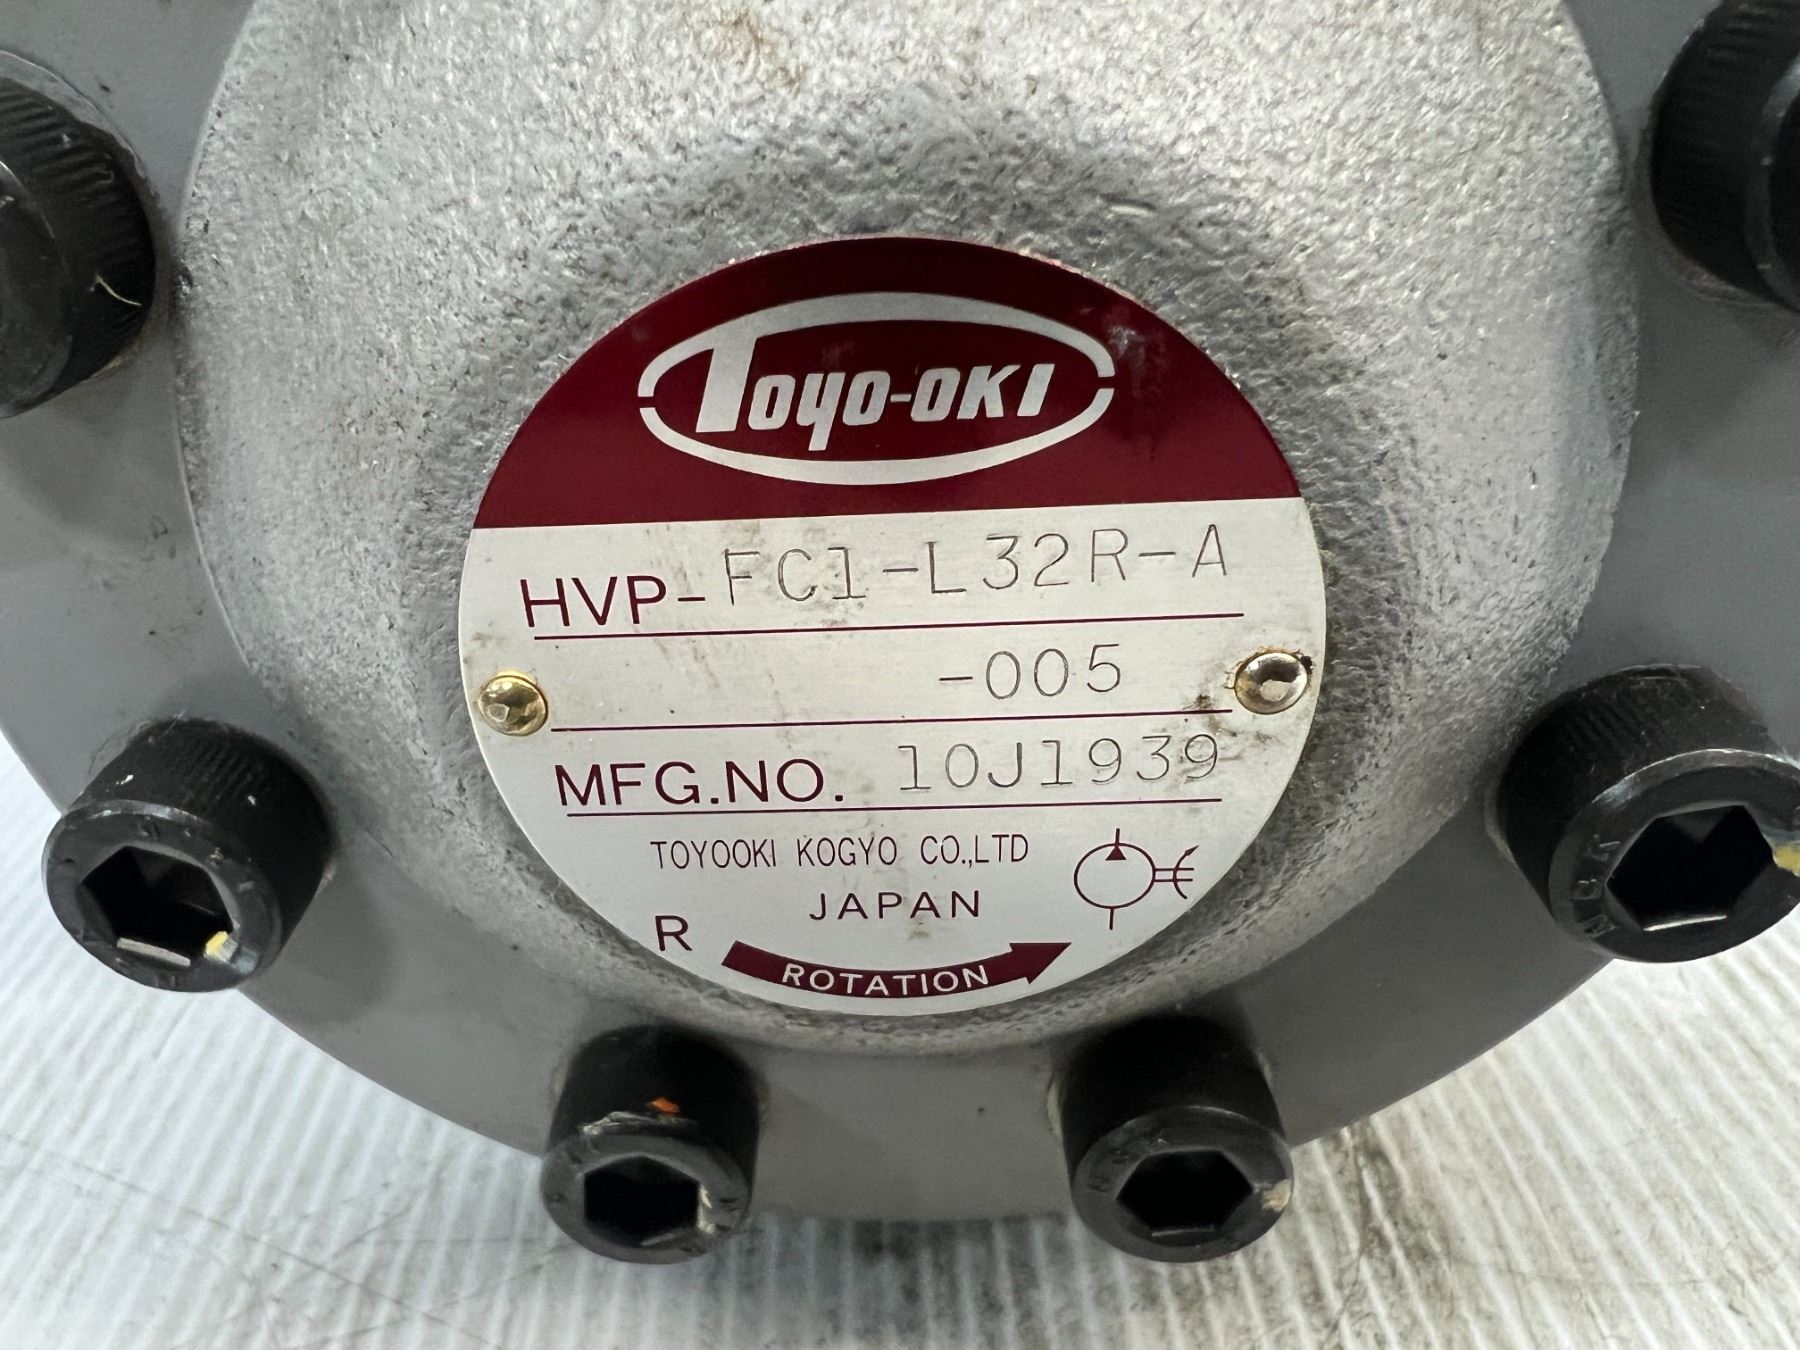 TOYO-OKI
HVP-FC1-L32R-A
-005
MFG.NO. 10J1939
TOYOOKI KOGYO CO.,LTD
JAPAN
R
ROTATION